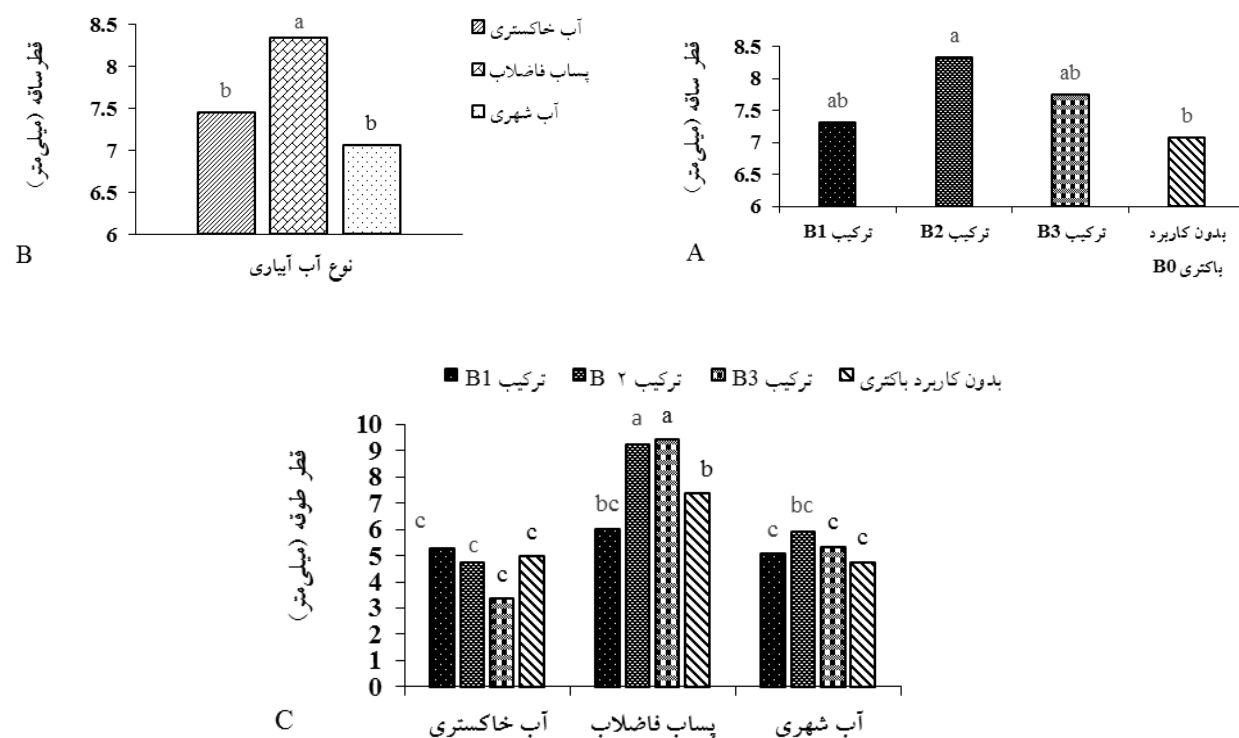 B
قطر ساقه (میلی‌متر)
8.5
8
7.5
7
6.5
6
b
a
b
نوع آب آبیاری
آب خاکستری
پساب فاضلاب
آب شهری
A
قطر ساقه (میلی‌متر)
8.5
8
7.5
7
6.5
6
ab
a
ab
b
ترکیب B1
ترکیب B2
ترکیب B3
بدون کاربرد
باکتری B0
ترکیب B1
ترکیب B ۲
ترکیب B3
بدون کاربرد باکتری
قطر طوقه (میلی‌متر)
10
9
8
7
6
5
4
3
2
1
0
c
c
c
c
bc
a
a
b
c
bc
c
c
آب خاکستری
پساب فاضلاب
آب شهری
C